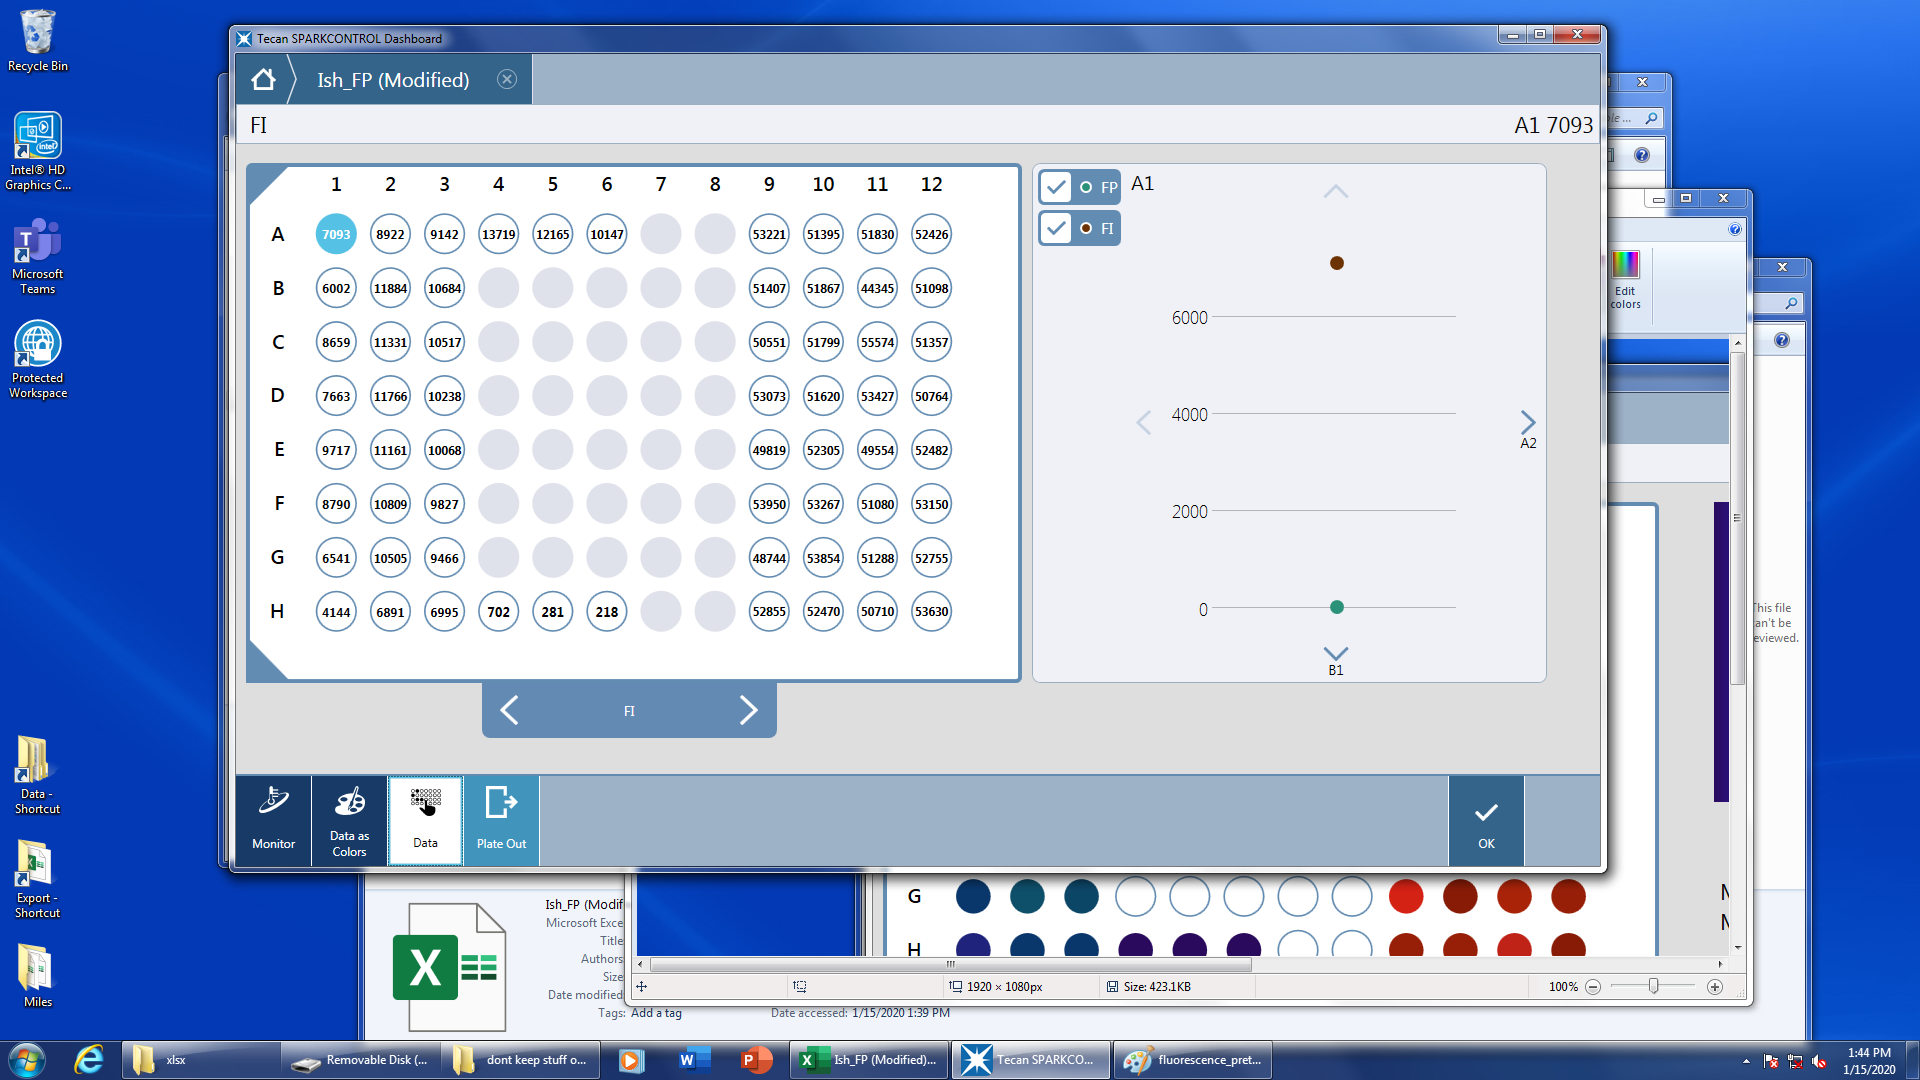 Recycle Bin
Intel® HD
Graphics C...
Microsoft
Teams
Protected
Workspace
Data -
Shortcut
Export -
Shortcut
Miles
Tecan SPARKCONTROL Dashboard
Ish_FP (Modified)
FI
A1 7093
1 2 3 4 5 6 7 8 9 10 11 12
A 7093 8922 9142 13719 12165 10147 53221 51395 51830 52426
B 6002 11884 10684 51407 51867 44345 51098
C 8659 11331 10517 50551 51799 55574 51357
D 7663 11766 10238 53073 51620 53427 50764
E 9717 11161 10068 49819 52305 49554 52482
F 8790 10809 9827 53950 53267 51080 53150
G 6541 10505 9466 48744 53854 51288 52755
H 4144 6891 6995 702 281 218 52855 52470 50710 53630
FI
FP
FI
A1
6000
4000
2000
0
A2
B1
Monitor
Data as
Colors
Data
Plate Out
OK
Edit
colors
This file
can't be
previewed.
G
H
Ish_FP (Modif
Microsoft Exce
Title
Authors
Size
Date modified
Tags: Add a tag
Date accessed: 1/15/2020 1:39 PM
1920 × 1080px
Size: 423.1KB
100%
xlsx
Removable Disk (...
dont keep stuff o...
Ish_FP (Modified)...
Tecan SPARKCO...
fluorescence_pret...
1:44 PM
1/15/2020